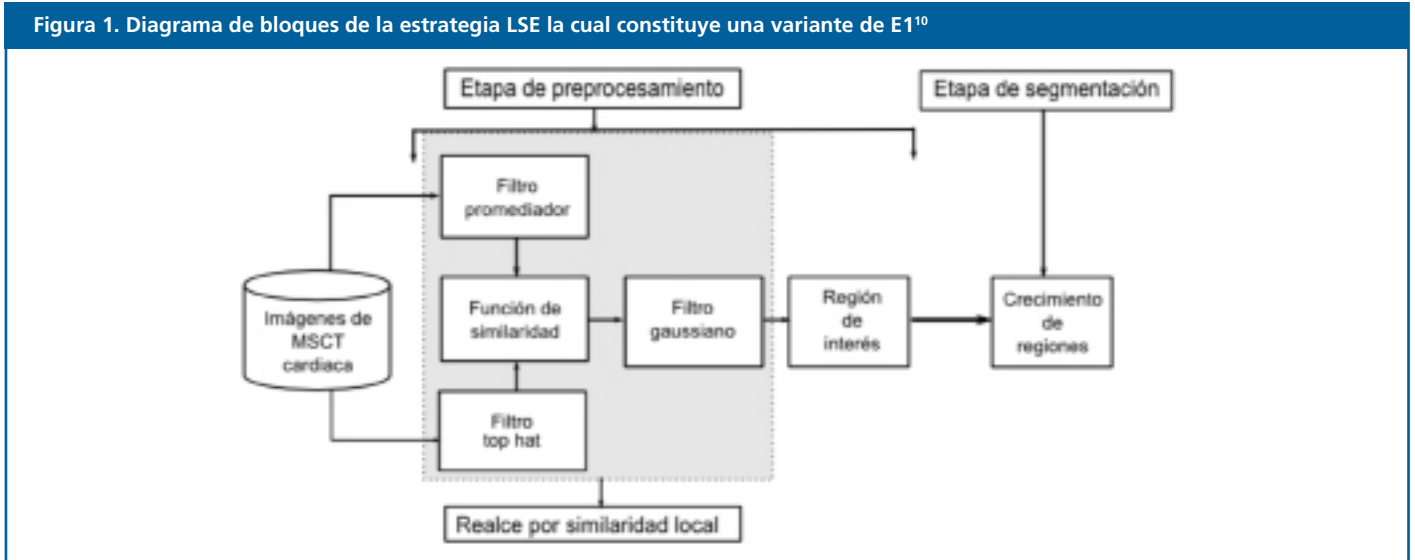 Figura 1. Diagrama de bloques de la estrategia LSE la cual constituye una variante de E1¹⁰
Etapa de preprocesamiento
Etapa de segmentación
Filtro
promediador
Imágenes de
MSCT
cardiaca
Función de
similaridad
Filtro
gaussiano
Región
de
interés
Crecimiento
de
regiones
Filtro
top hat
Realce por similaridad local